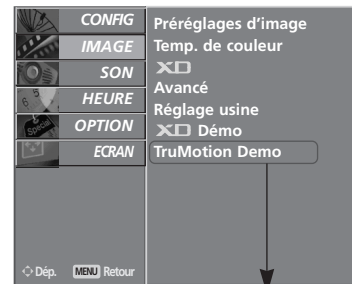 CONFIG
IMAGE
SON
HEURE
OPTION
ECRAN
Préréglages d'image
Temp. de couleur
XD
Avancé
Réglage usine
XD Démo
TruMotion Demo
Dép. MENU Retour